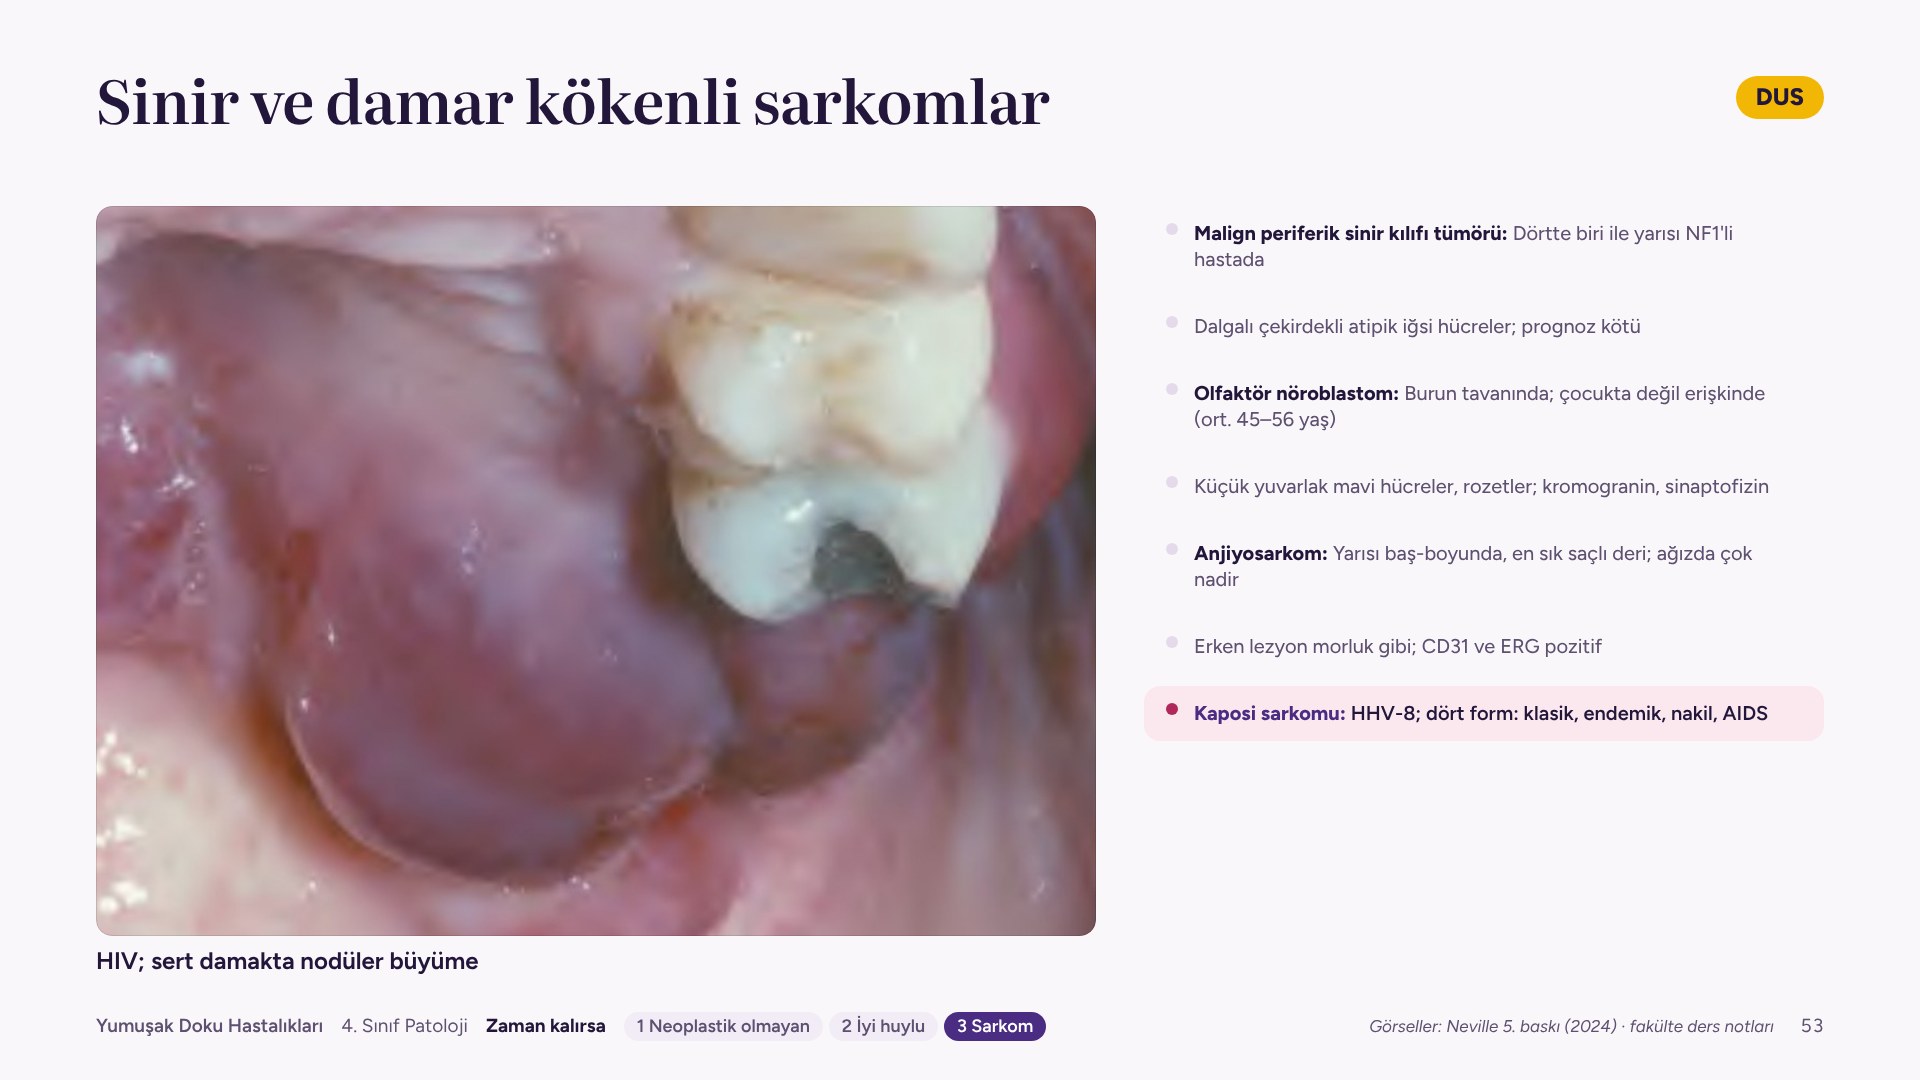 Sinir ve damar kökenli sarkomlar
DUS
Malign periferik sinir kılıfı tümörü: Dörtte biri ile yarısı NF1'li
hastada
Dalgalı çekirdekli atipik iğsi hücreler; prognoz kötü
Olfaktör nöroblastom: Burun tavanında; çocukta değil erişkinde
(ort. 45–56 yaş)
Küçük yuvarlak mavi hücreler, rozetler; kromogranin, sinaptofizin
Anjiyosarkom: Yarısı baş-boyunda, en sık saçlı deri; ağızda çok
nadir
Erken lezyon morluk gibi; CD31 ve ERG pozitif
Kaposi sarkomu: HHV-8; dört form: klasik, endemik, nakil, AIDS
HIV; sert damakta nodüler büyüme
Yumuşak Doku Hastalıkları 4. Sınıf Patoloji Zaman kalırsa 1 Neoplastik olmayan 2 İyi huylu 3 Sarkom
Görseller: Neville 5. baskı (2024) · fakülte ders notları 53